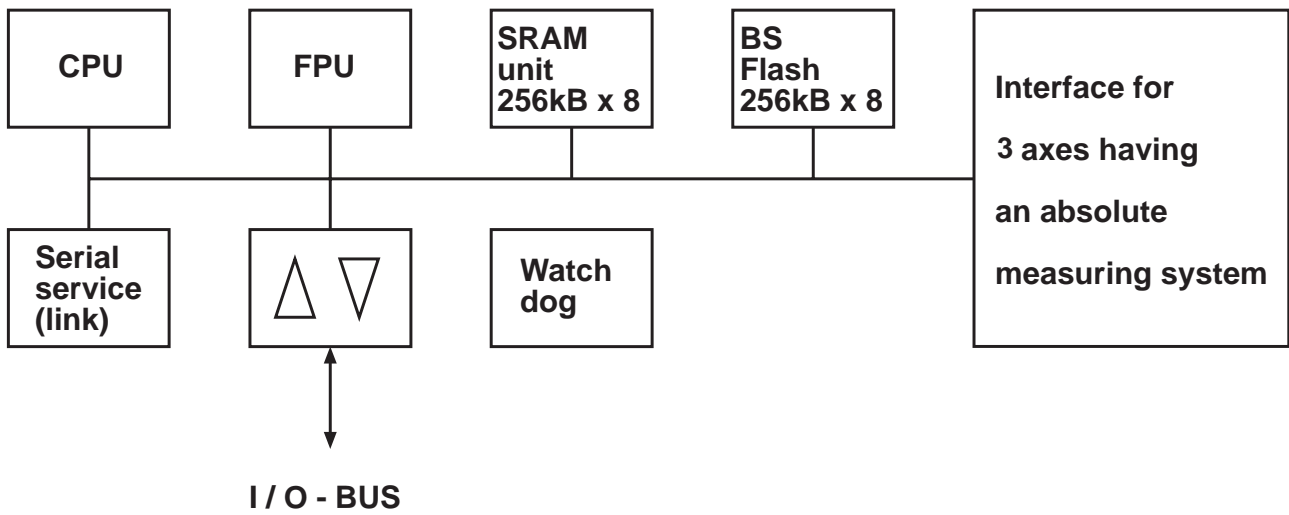 CPU
FPU
SRAM
unit
256kB x 8
BS
Flash
256kB x 8
Interface for
3 axes having
an absolute
measuring system
Serial
service
(link)
Watch
dog
I / O - BUS